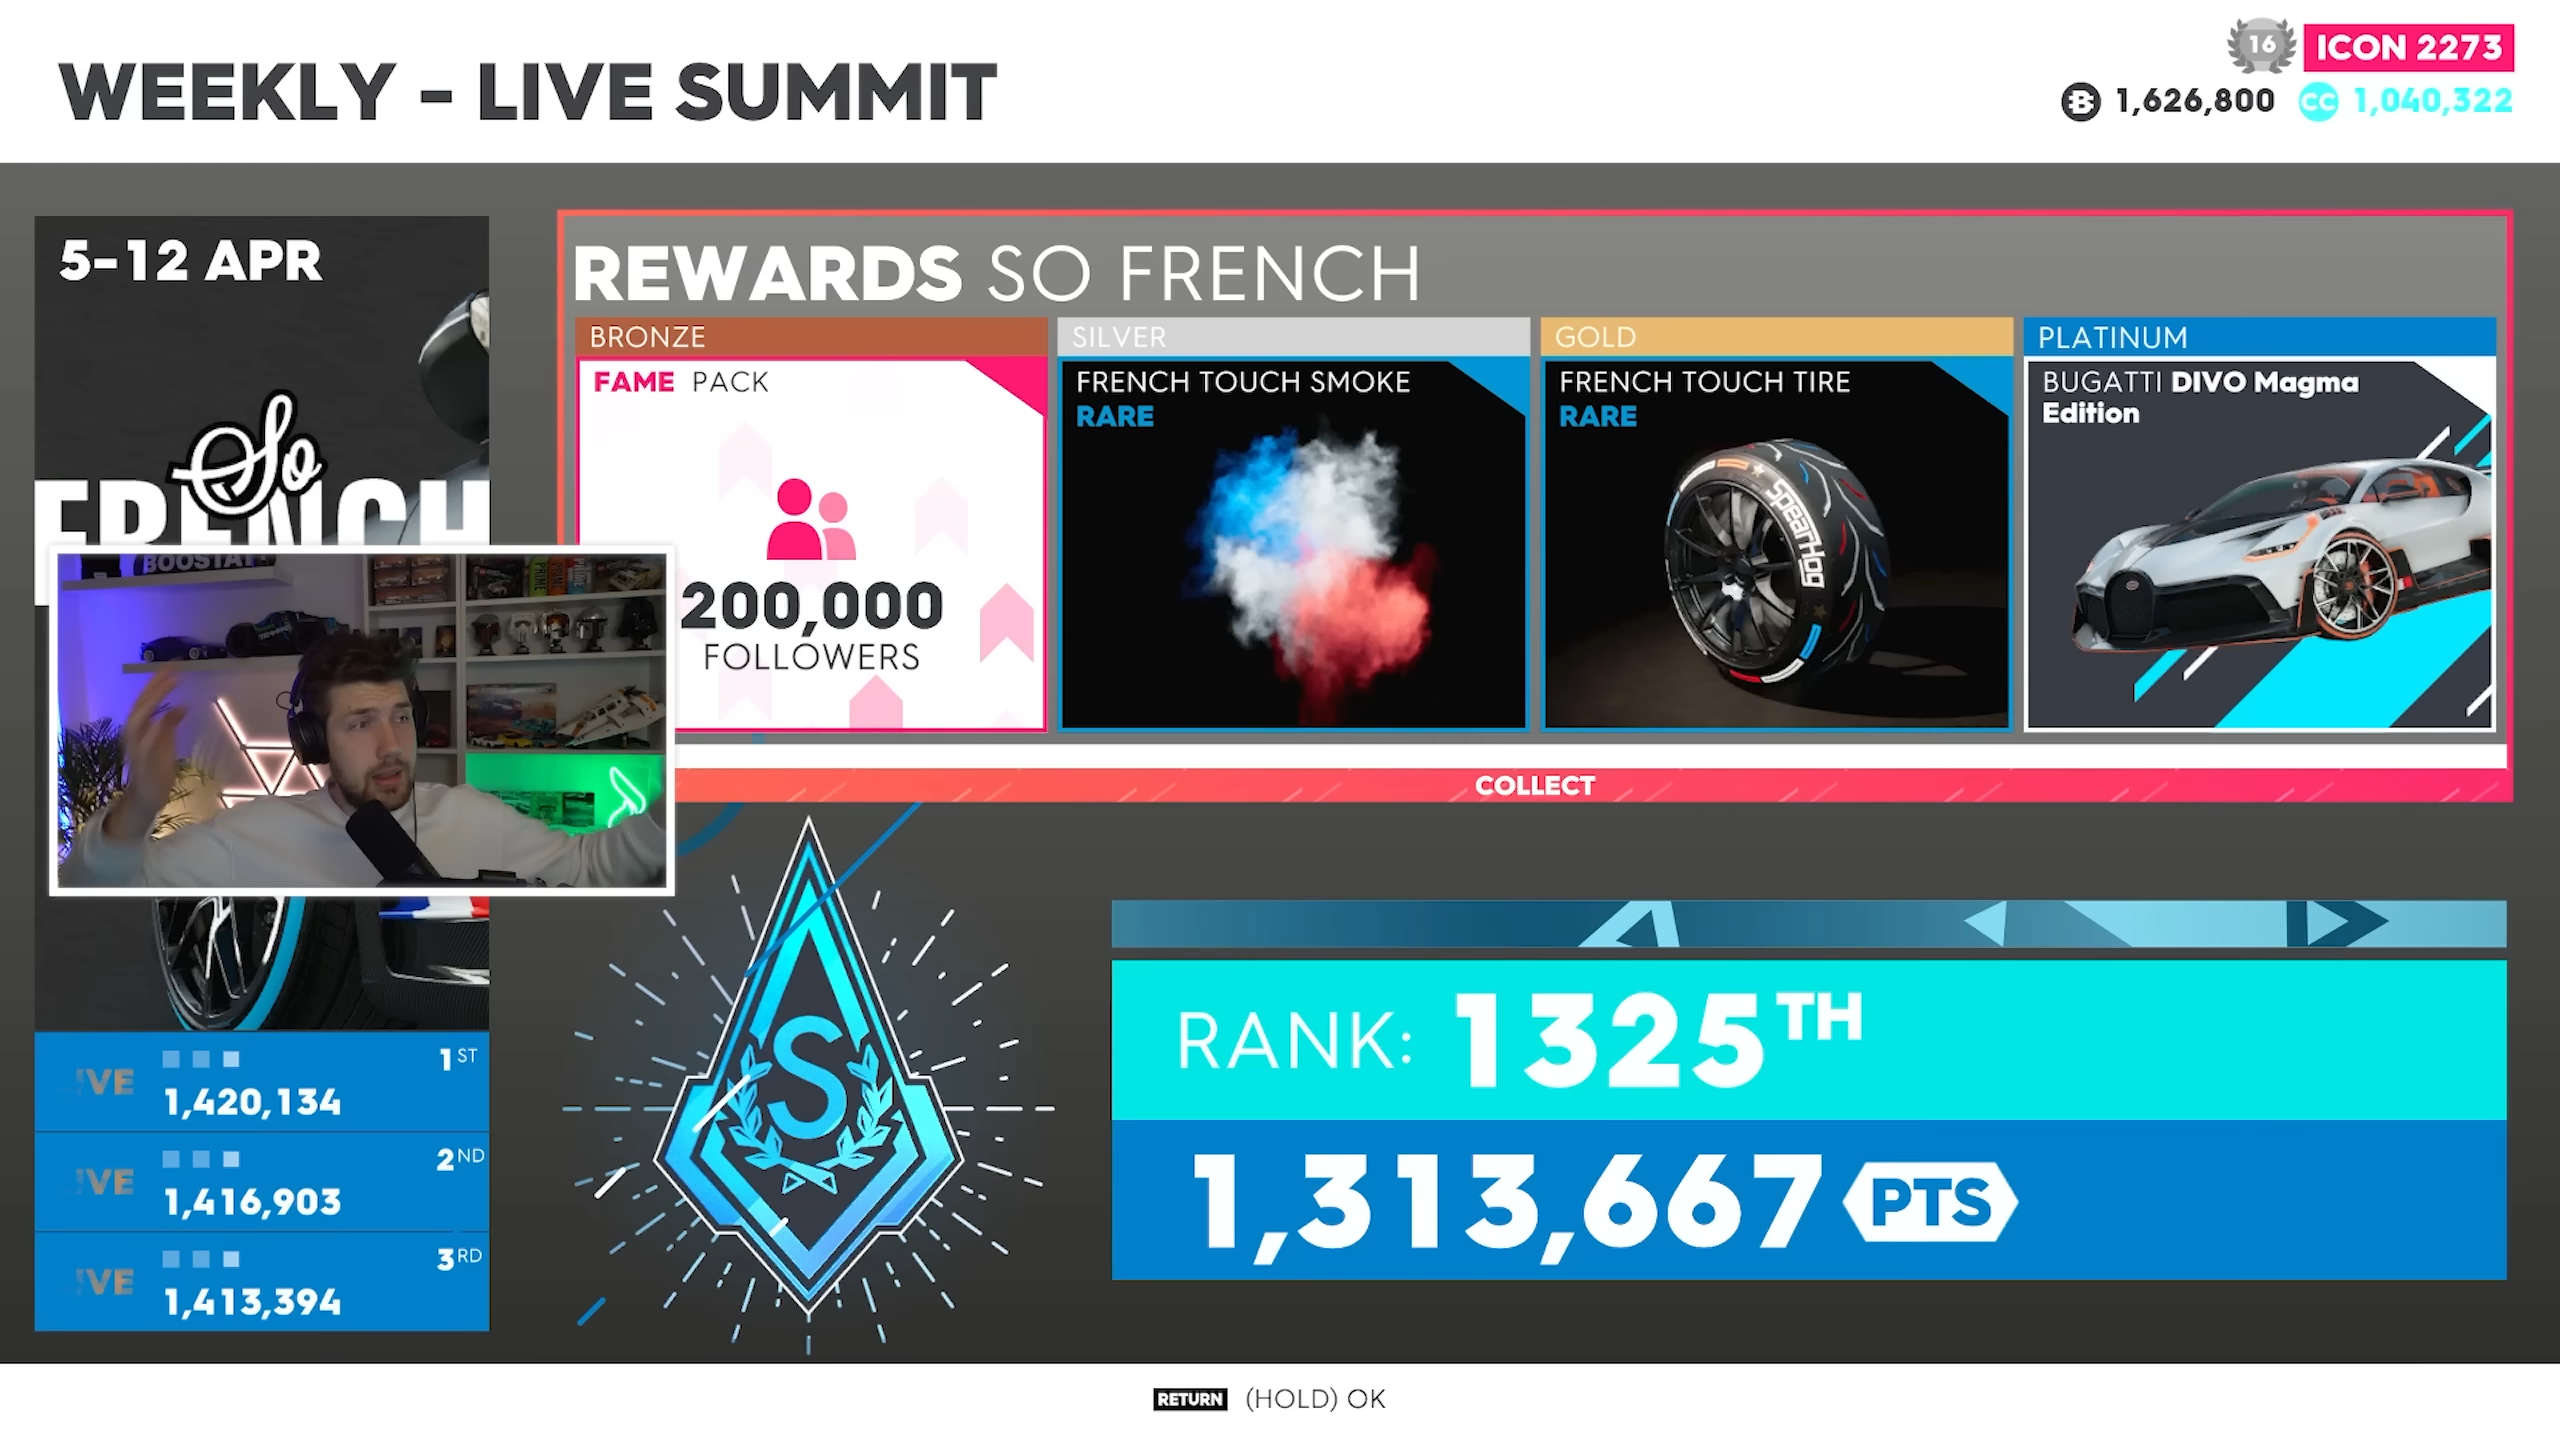 WEEKLY - LIVE SUMMIT
16
ICON 2273
1,626,800
CC 1,040,322
5-12 APR
So
FRENCH
REWARDS SO FRENCH
BRONZE
FAME PACK
200,000
FOLLOWERS
SILVER
FRENCH TOUCH SMOKE
RARE
GOLD
FRENCH TOUCH TIRE
RARE
Spearhog
PLATINUM
BUGATTI DIVO Magma
Edition
COLLECT
1ST
1,420,134
2ND
1,416,903
3RD
1,413,394
S
RANK: 1325TH
1,313,667 PTS
RETURN (HOLD) OK